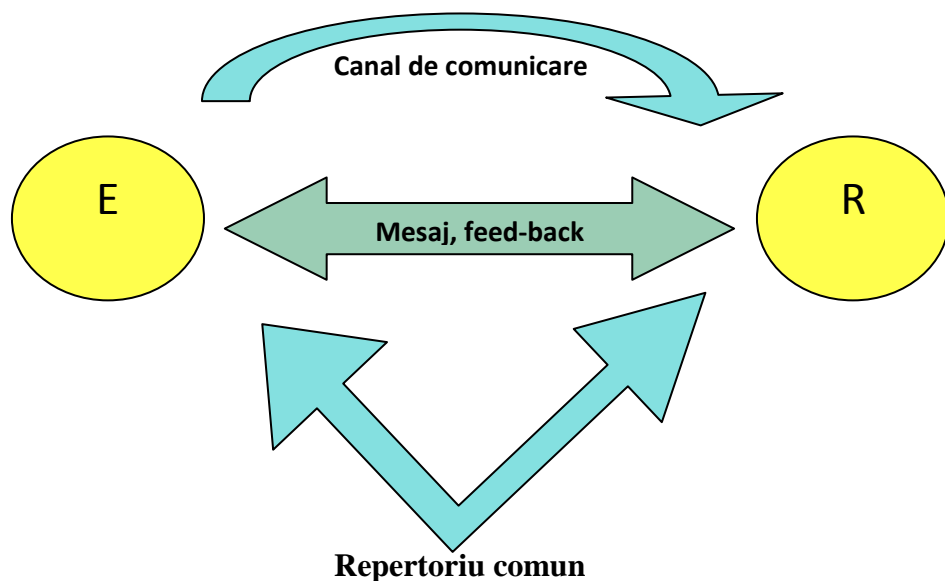 Canal de comunicare
E
R
Mesaj, feed-back
Repertoriu comun